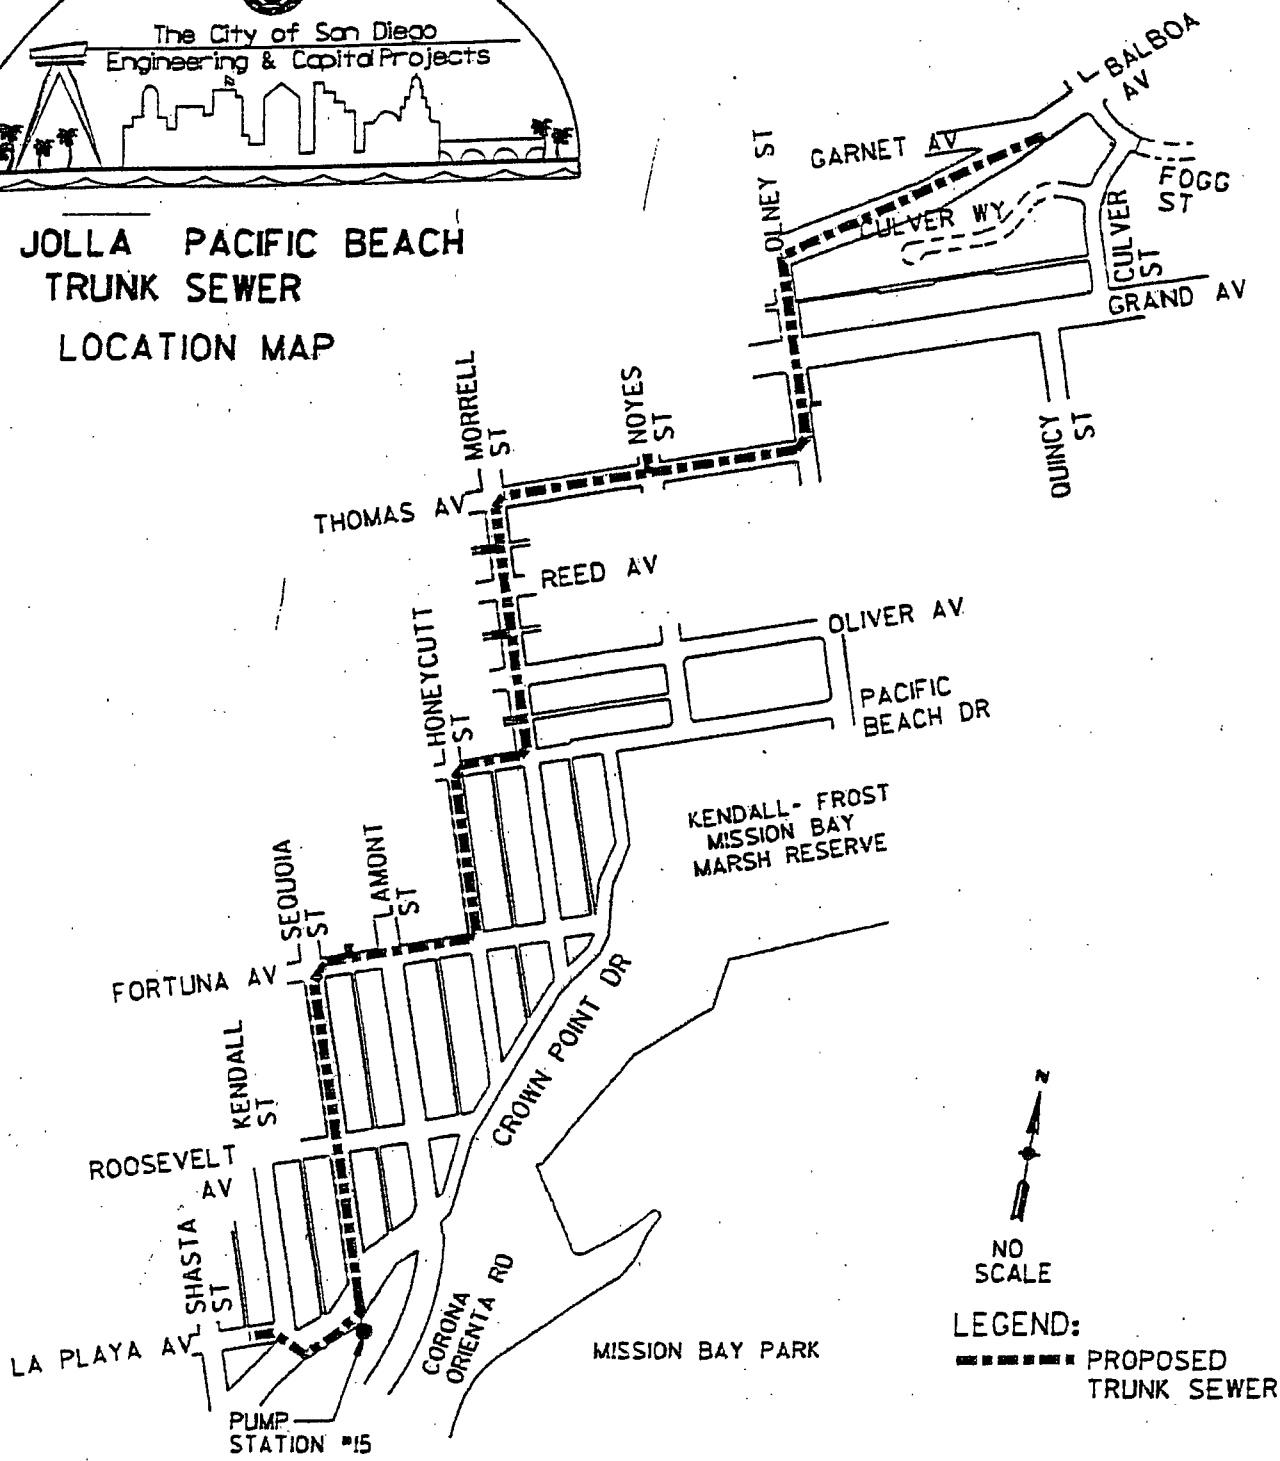 The City of San Diego
Engineering & Capital Projects
JOLLA PACIFIC BEACH
TRUNK SEWER
LOCATION MAP
BALBOA
AV
GARNET AV
OLNEY ST
FOGG
ST
CULVER WY
CULVER
ST
GRAND AV
MORRELL
ST
NOYES
ST
QUINCY
ST
THOMAS AV
REED AV
HONEYCUTT
ST
OLIVER AV
PACIFIC
BEACH DR
KENDALL- FROST
MISSION BAY
MARSH RESERVE
SEQUOIA
ST
LAMONT
ST
FORTUNA AV
CROWN POINT DR
KENDALL
ST
ROOSEVELT
AV
SHASTA
ST
LA PLAYA AV
CORONA
ORIENTA RD
MISSION BAY PARK
PUMP
STATION #15
N
NO
SCALE
LEGEND:
PROPOSED
TRUNK SEWER